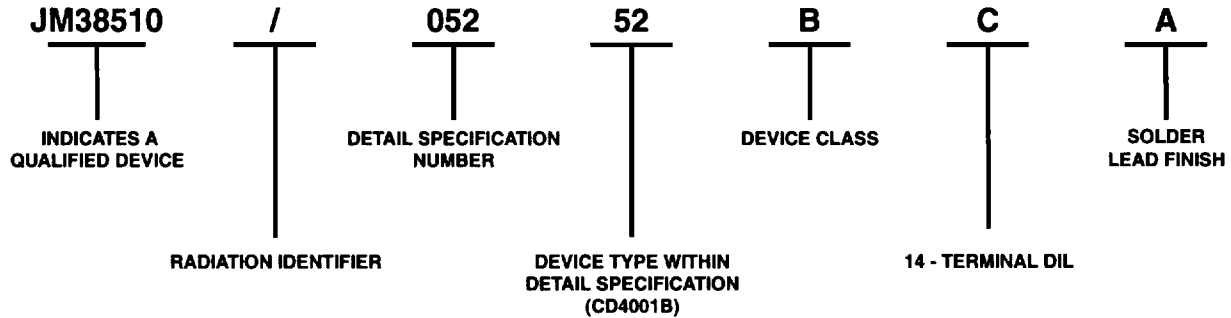 JM38510 / 052 52 B C A
INDICATES A
QUALIFIED DEVICE
DETAIL SPECIFICATION
NUMBER
DEVICE CLASS
SOLDER
LEAD FINISH
RADIATION IDENTIFIER
DEVICE TYPE WITHIN
DETAIL SPECIFICATION
(CD4001B)
14 - TERMINAL DIL